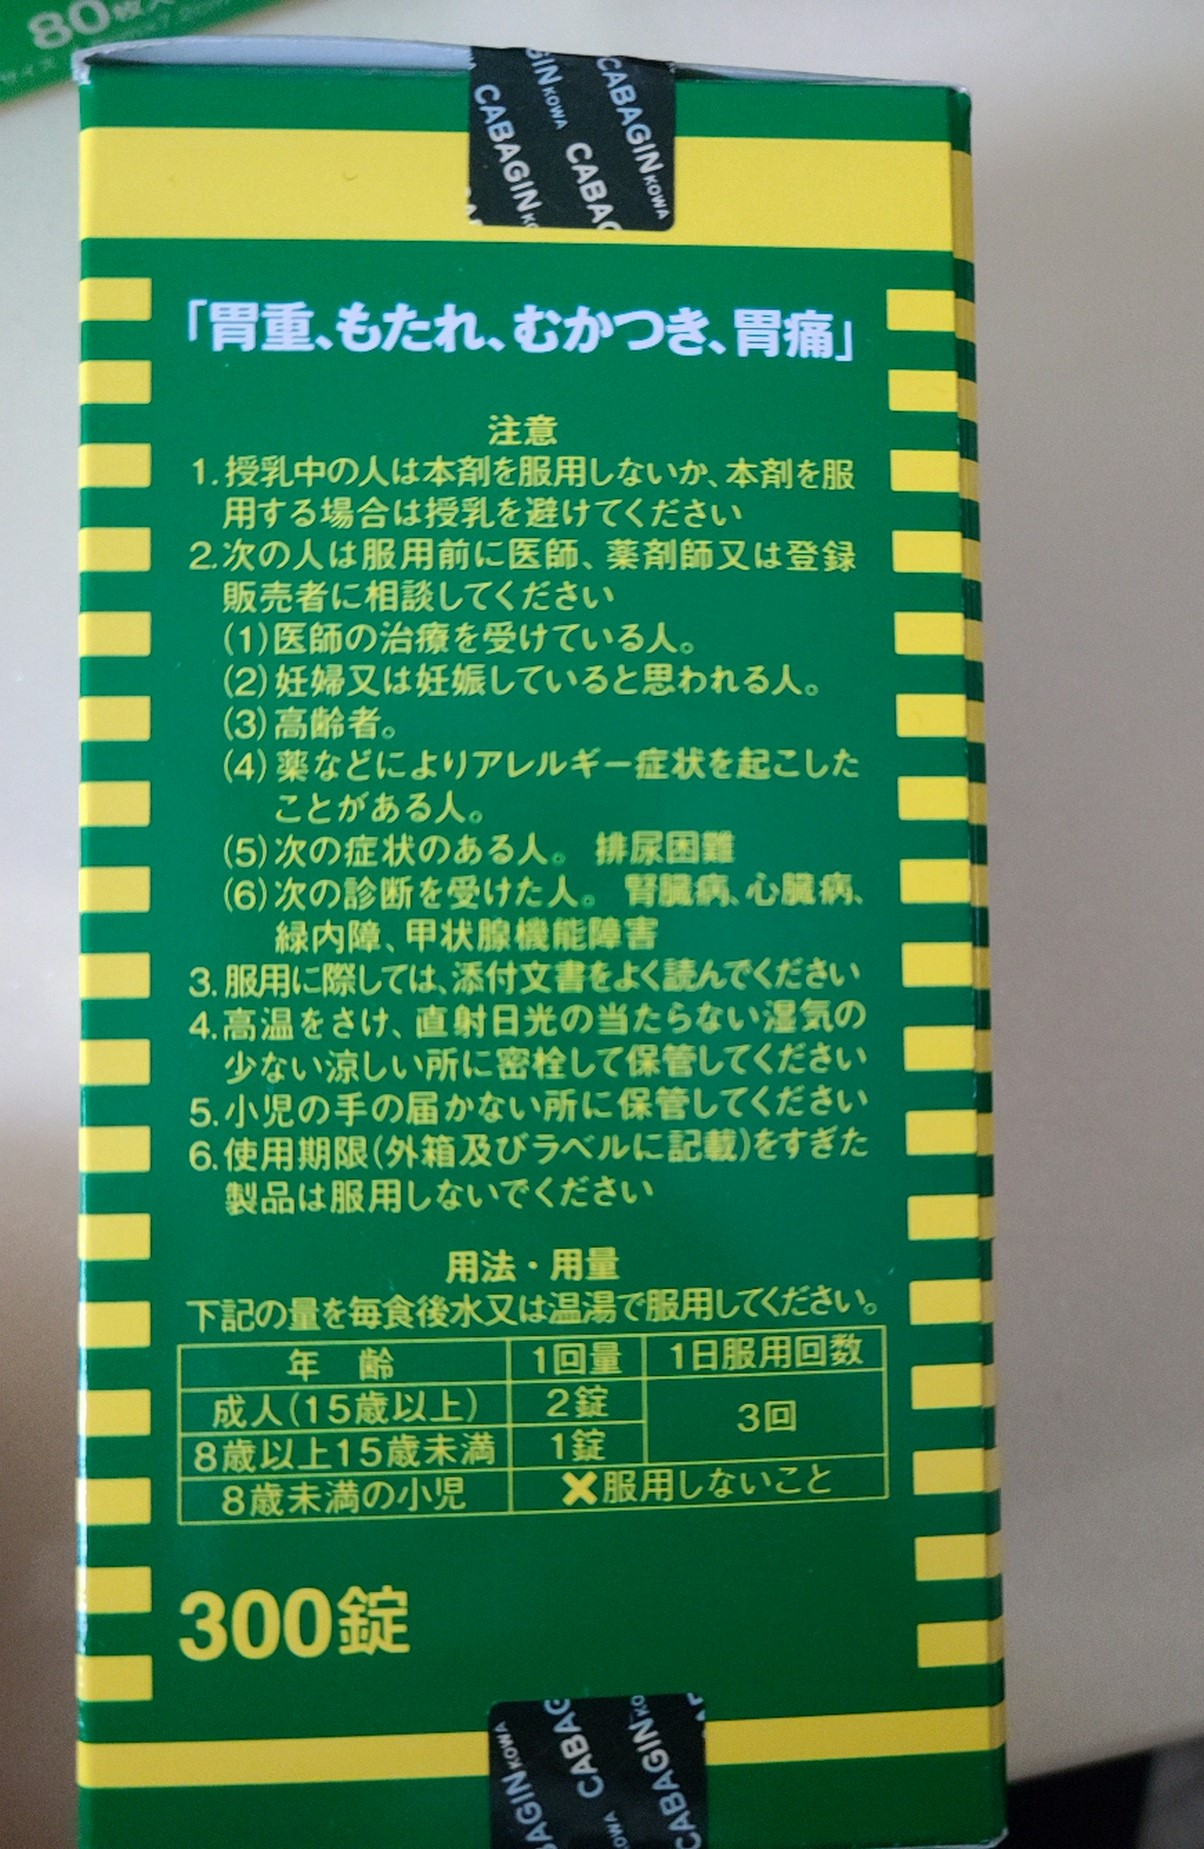 80枚入
CABAGIN KOWA CABAGIN KOWA CABAGIN KOWA
「胃重、もたれ、むかつき、胃痛」
注意
1.授乳中の人は本剤を服用しないか、本剤を服
用する場合は授乳を避けてください
2.次の人は服用前に医師、薬剤師又は登録
販売者に相談してください
(1)医師の治療を受けている人。
(2)妊婦又は妊娠していると思われる人。
(3)高齢者。
(4)薬などによりアレルギー症状を起こした
ことがある人。
(5)次の症状のある人。 排尿困難
(6)次の診断を受けた人。 腎臓病、心臓病、
緑内障、甲状腺機能障害
3.服用に際しては、添付文書をよく読んでください
4.高温をさけ、直射日光の当たらない湿気の
少ない涼しい所に密栓して保管してください
5.小児の手の届かない所に保管してください
6.使用期限(外箱及びラベルに記載)をすぎた
製品は服用しないでください
用法・用量
下記の量を毎食後水又は温湯で服用してください。
年 齢 1回量 1日服用回数
成人(15歳以上) 2錠 3回
8歳以上15歳未満 1錠
8歳未満の小児 ×服用しないこと
300錠
CABAGIN KOWA CABAGIN KOWA CABAGIN KOWA